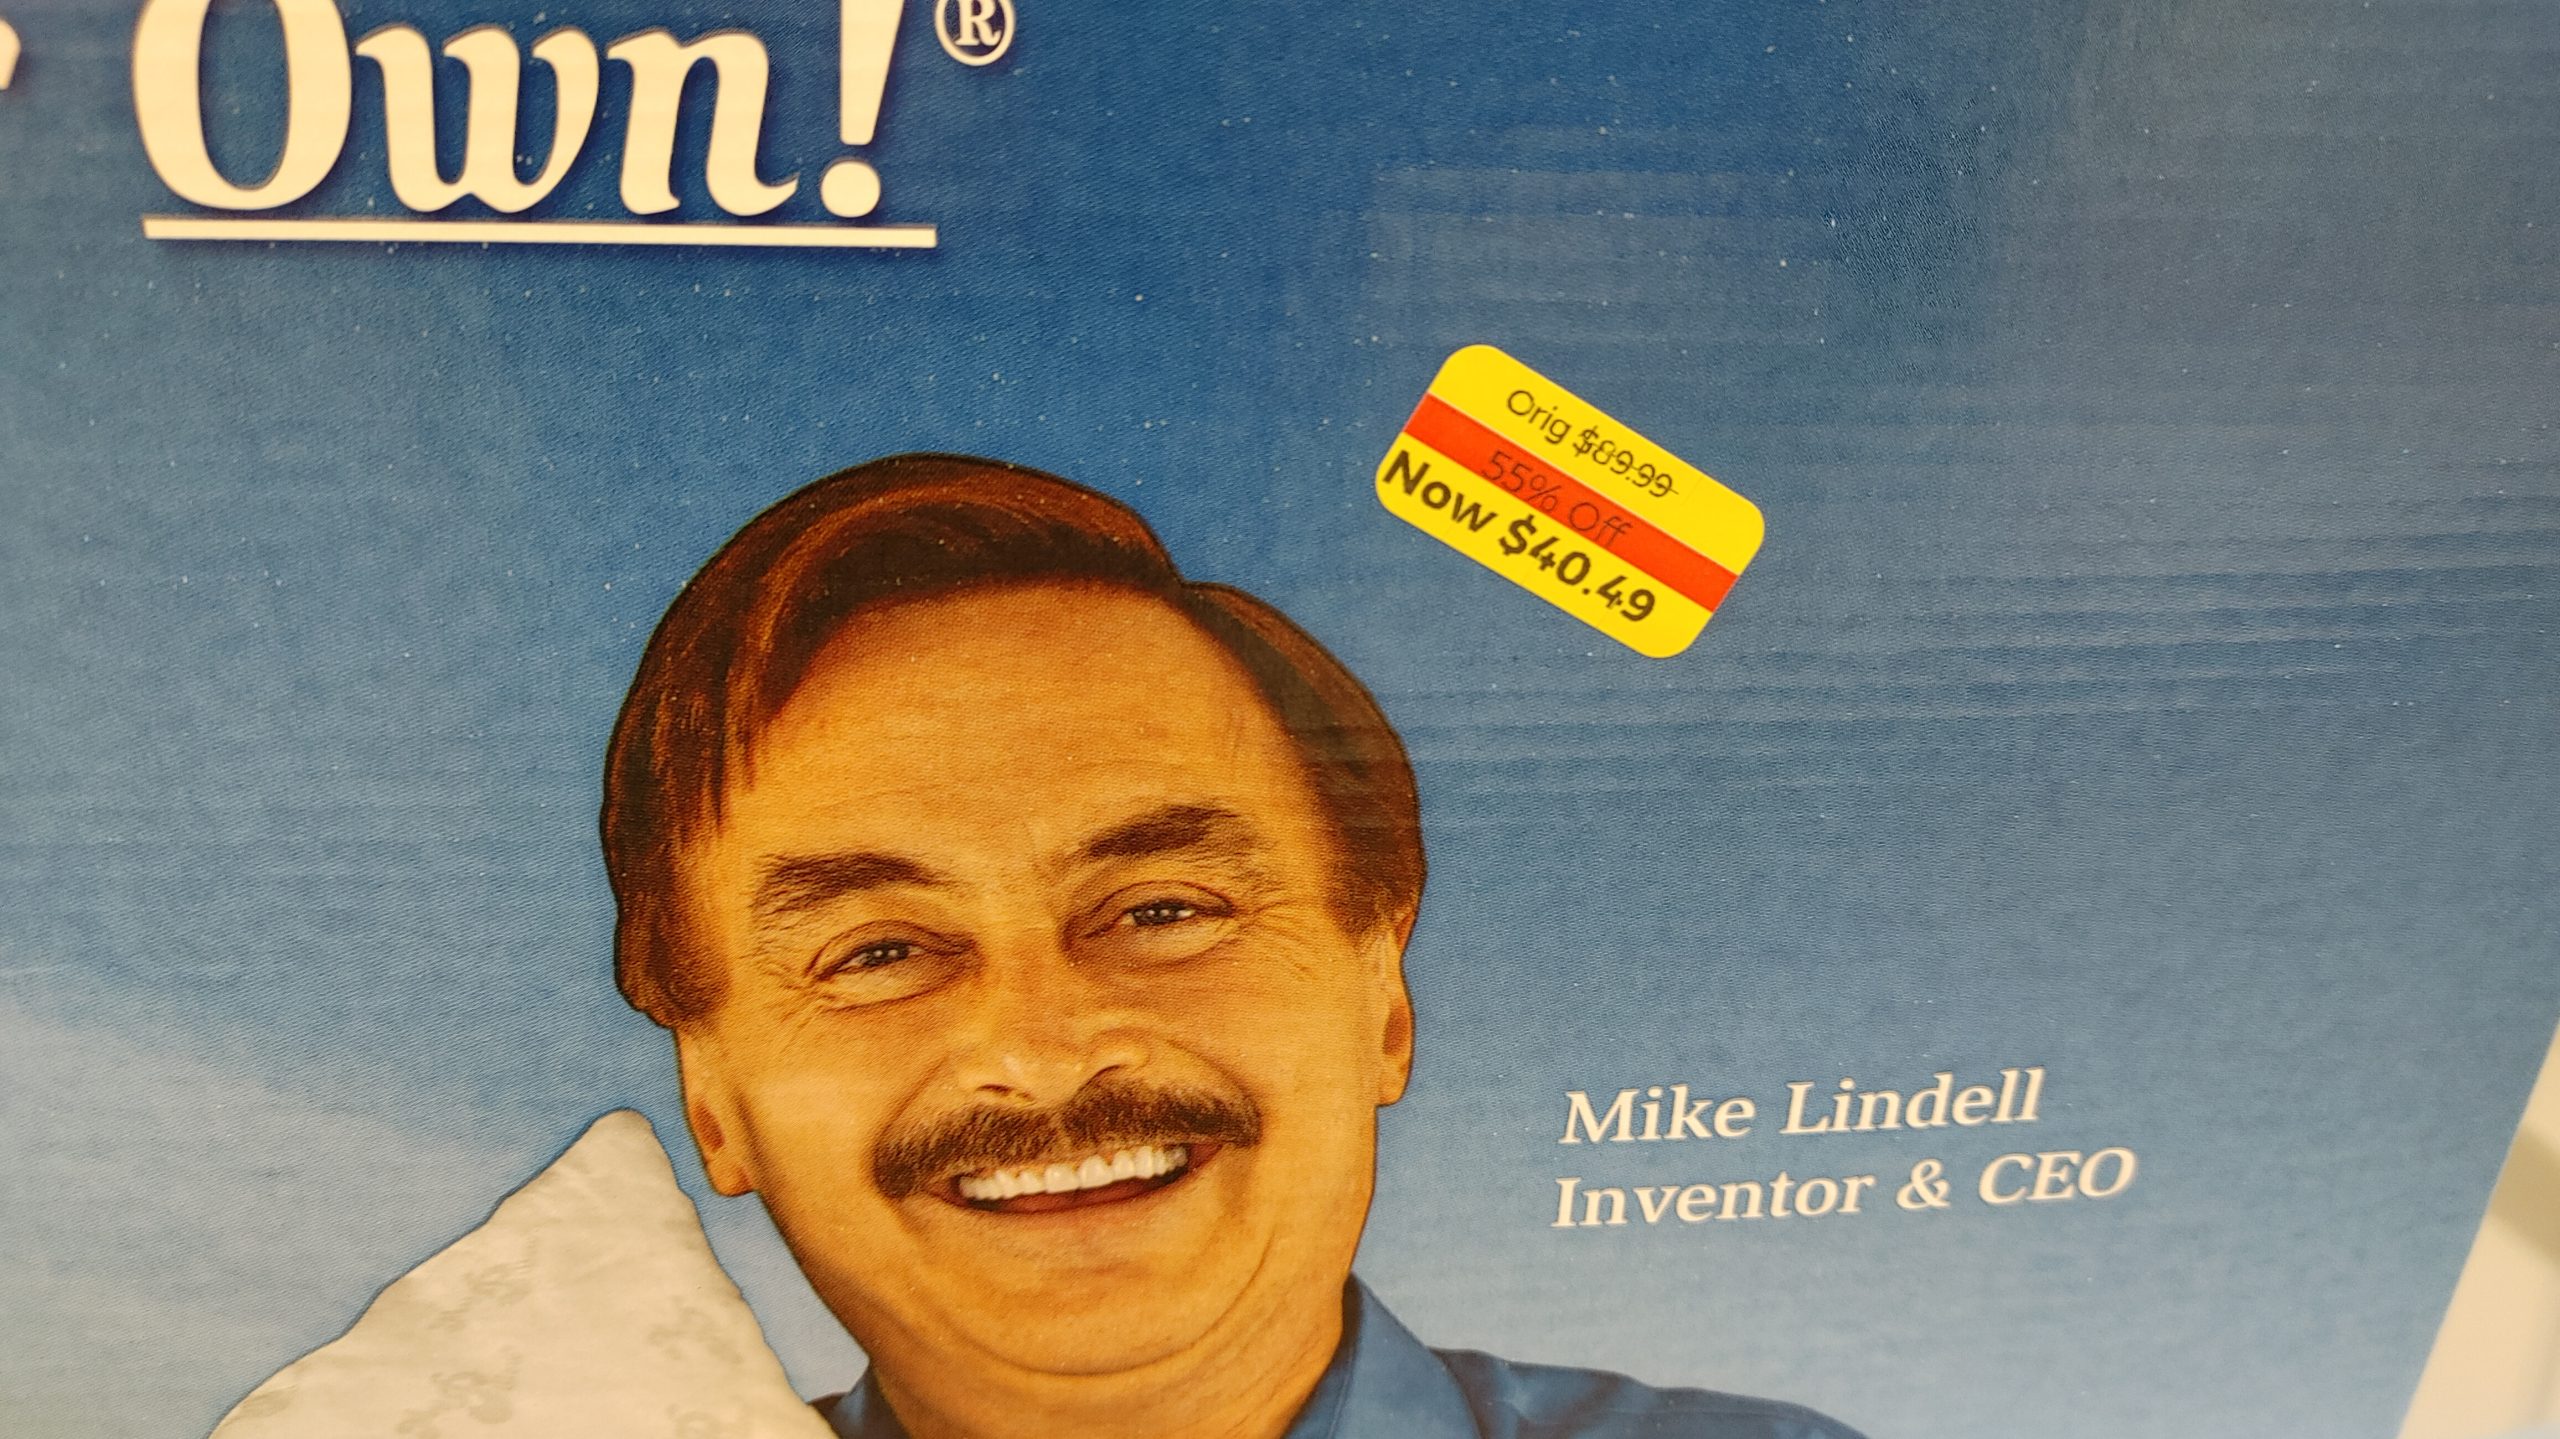 Own!®
Orig $89.99
55% Off
Now $40.49
Mike Lindell
Inventor & CEO